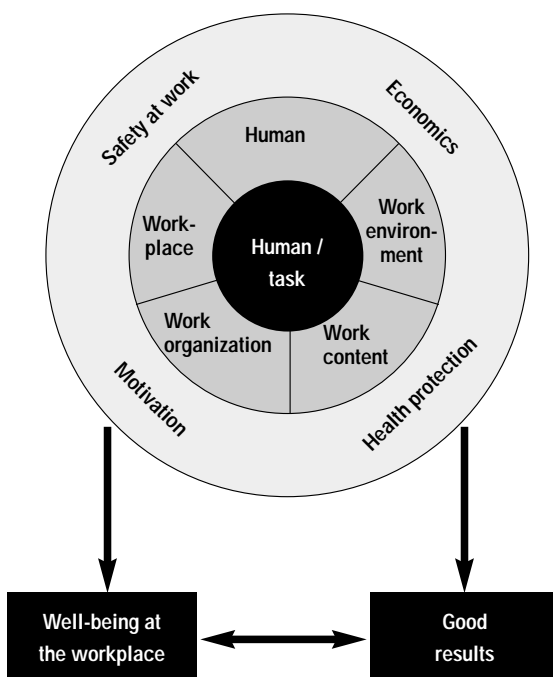 Safety at work
Economics
Human
Work-
place
Work
environ-
ment
Human /
task
Work
organization
Work
content
Motivation
Health protection
Well-being at
the workplace
Good
results